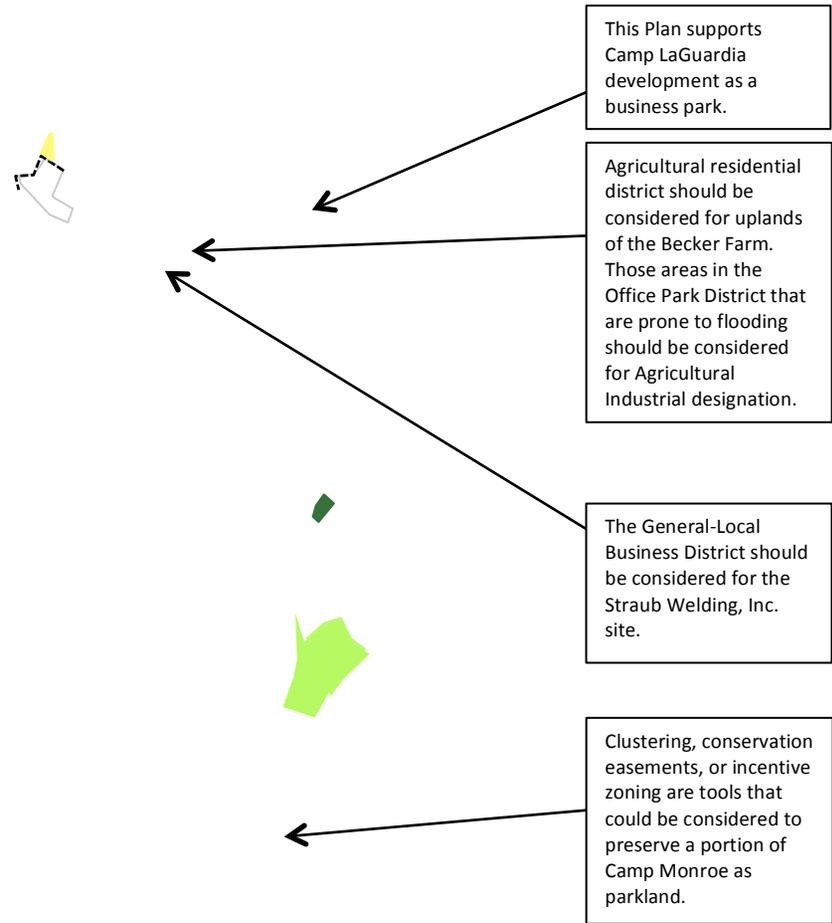 This Plan supports
Camp LaGuardia
development as a
business park.
Agricultural residential
district should be
considered for uplands
of the Becker Farm.
Those areas in the
Office Park District that
are prone to flooding
should be considered
for Agricultural
Industrial designation.
The General-Local
Business District should
be considered for the
Straub Welding, Inc.
site.
Clustering, conservation
easements, or incentive
zoning are tools that
could be considered to
preserve a portion of
Camp Monroe as
parkland.